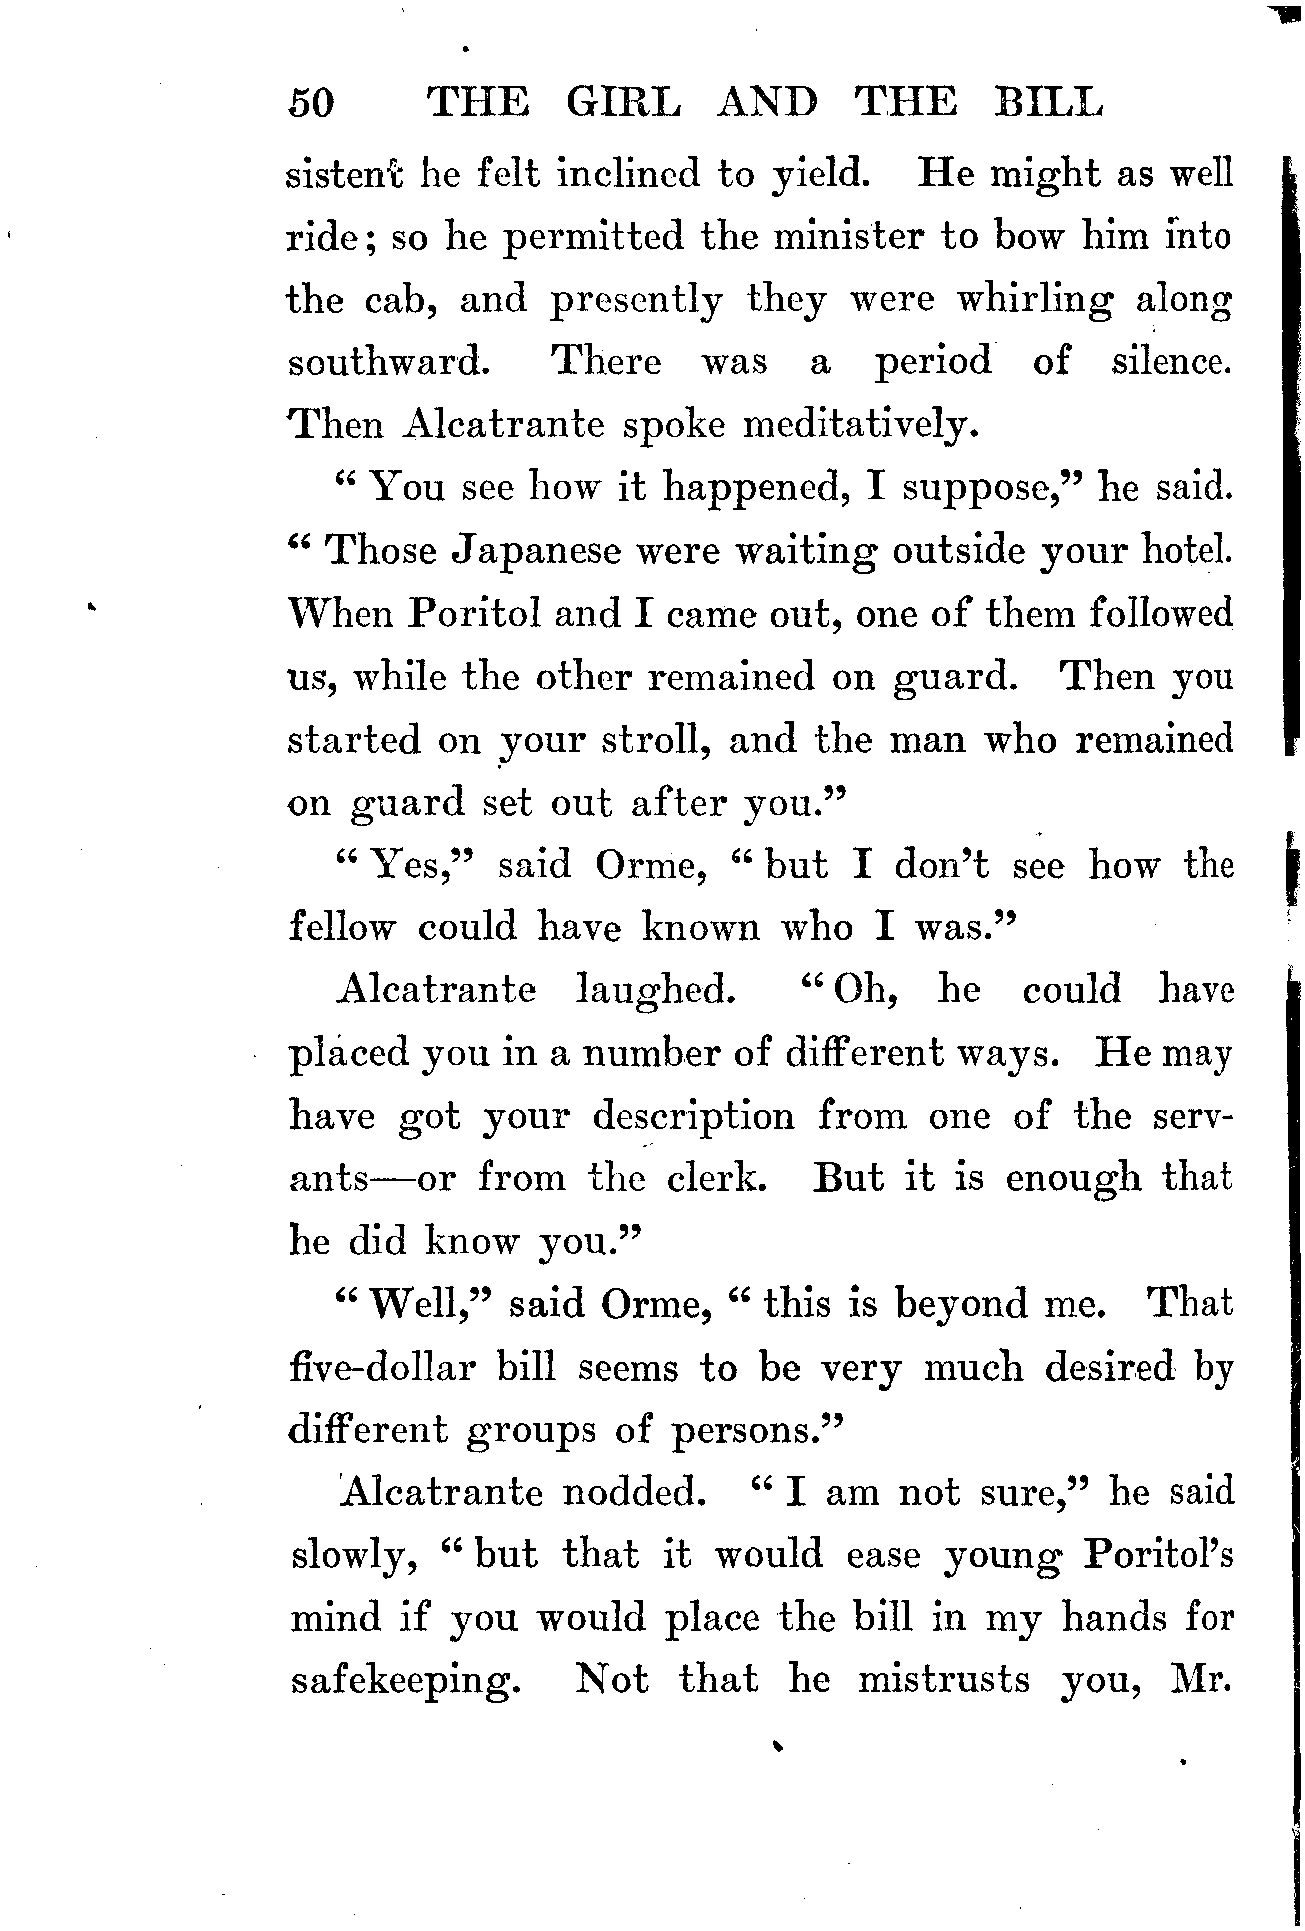 50 THE GIRL AND THE BILL
sistent he felt inclined to yield. He might as well
ride; so he permitted the minister to bow him into
the cab, and presently they were whirling along
southward. There was a period of silence.
Then Alcatrante spoke meditatively.
“ You see how it happened, I suppose,” he said.
“ Those Japanese were waiting outside your hotel.
When Poritol and I came out, one of them followed
us, while the other remained on guard. Then you
started on your stroll, and the man who remained
on guard set out after you.”
“ Yes,” said Orme, “ but I don’t see how the
fellow could have known who I was.”
Alcatrante laughed. “ Oh, he could have
placed you in a number of different ways. He may
have got your description from one of the serv-
ants—or from the clerk. But it is enough that
he did know you.”
“ Well,” said Orme, “ this is beyond me. That
five-dollar bill seems to be very much desired by
different groups of persons.”
Alcatrante nodded. “ I am not sure,” he said
slowly, “ but that it would ease young Poritol’s
mind if you would place the bill in my hands for
safekeeping. Not that he mistrusts you, Mr.